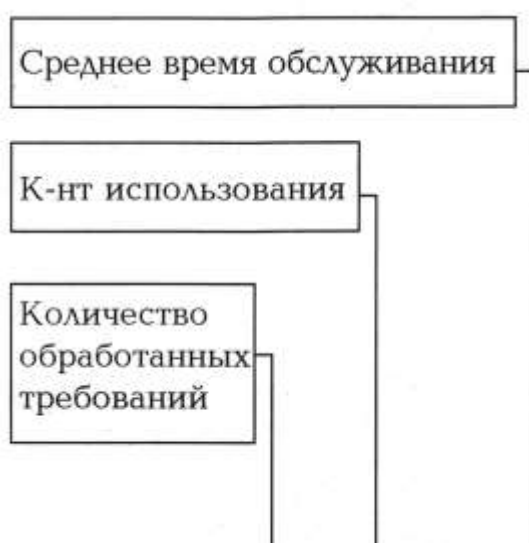 Среднее время обслуживания
К-нт использования
Количество
обработанных
требований